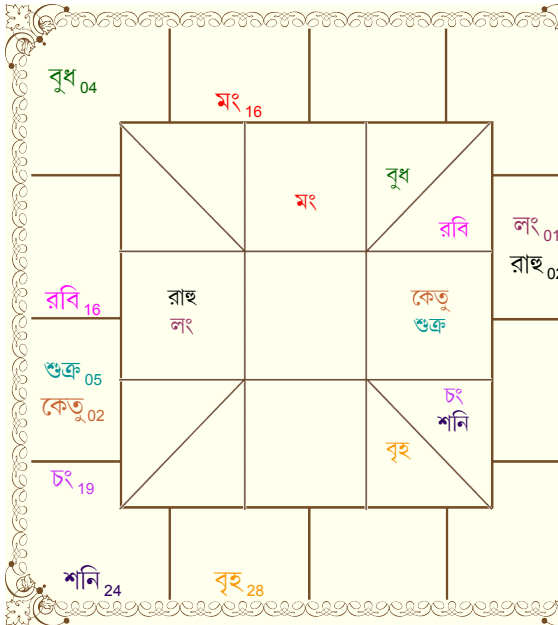 বুধ 04
মং 16
বুধ
মং
রবি
লং 01
রাহু 02
রবি 16
রাহু
লং
কেতু
শুক্র
শুক্র 05
কেতু 02
চং
শনি
বৃহ
চং 19
শনি 24
বৃহ 28